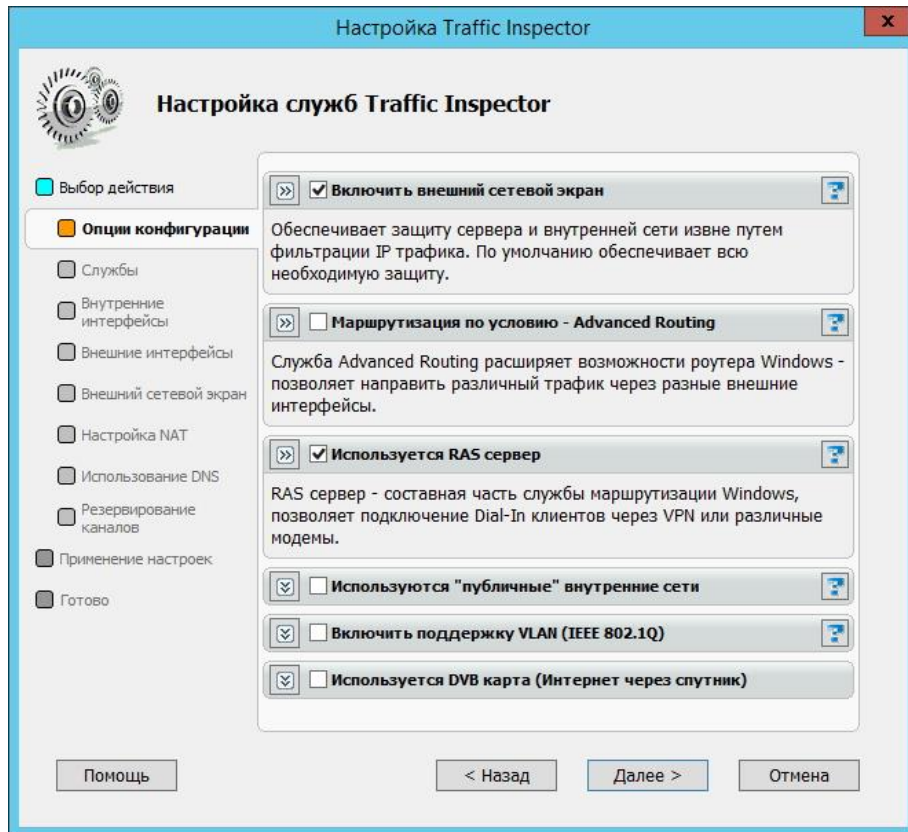 Настройка Traffic Inspector
x
Настройка служб Traffic Inspector
Выбор действия
Опции конфигурации
Службы
Внутренние
интерфейсы
Внешние интерфейсы
Внешний сетевой экран
Настройка NAT
Использование DNS
Резервирование
каналов
Применение настроек
Готово
Включить внешний сетевой экран
?
Обеспечивает защиту сервера и внутренней сети извне путем
фильтрации IP трафика. По умолчанию обеспечивает всю
необходимую защиту.
Маршрутизация по условию - Advanced Routing
?
Служба Advanced Routing расширяет возможности роутера Windows -
позволяет направить различный трафик через разные внешние
интерфейсы.
Используется RAS сервер
?
RAS сервер - составная часть службы маршрутизации Windows,
позволяет подключение Dial-In клиентов через VPN или различные
модемы.
Используются "публичные" внутренние сети
?
Включить поддержку VLAN (IEEE 802.1Q)
?
Используется DVB карта (Интернет через спутник)
Помощь
< Назад
Далее >
Отмена